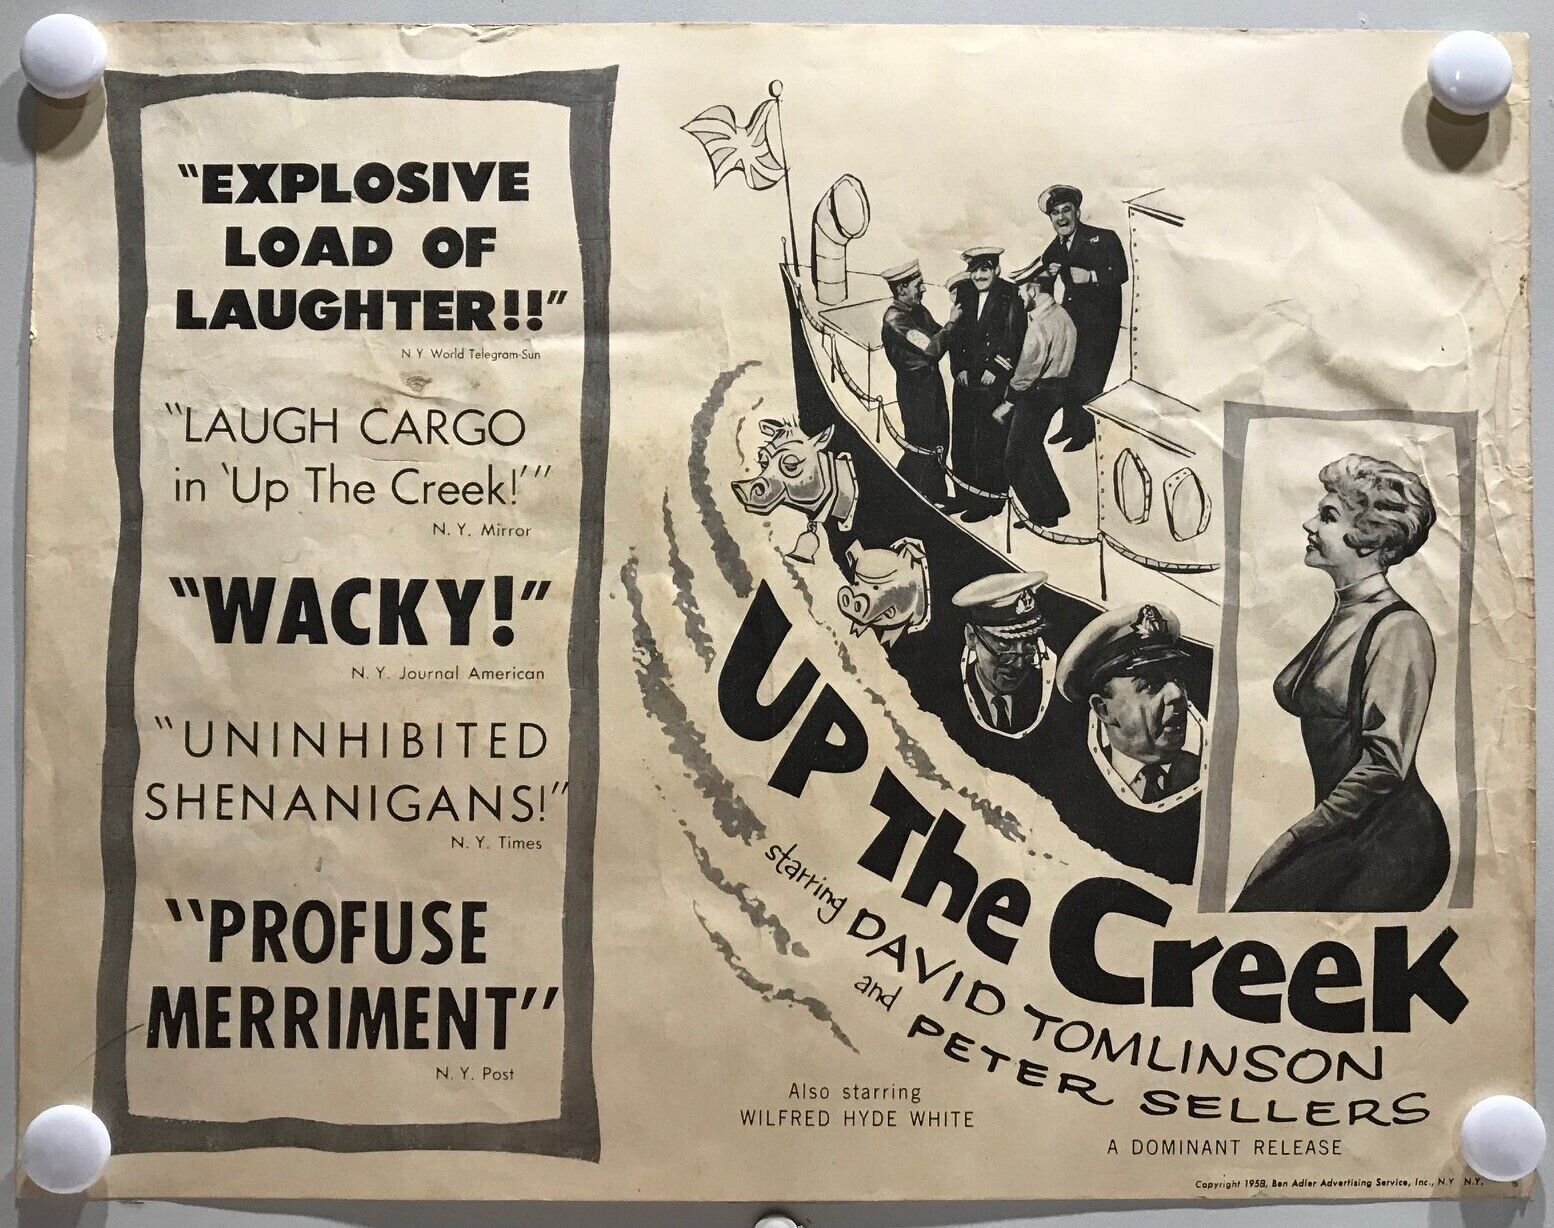 "EXPLOSIVE
LOAD OF
LAUGHTER!!"
N Y World Telegram-Sun
"LAUGH CARGO
in 'Up The Creek!'"
N. Y. Mirror
"WACKY!"
N. Y. Journal American
"UNINHIBITED
SHENANIGANS!"
N. Y. Times
"PROFUSE
MERRIMENT"
N. Y. Post
UP The Creek
starring DAVID TOMLINSON
and PETER SELLERS
Also starring
WILFRED HYDE WHITE
A DOMINANT RELEASE
Copyright 1958, Ben Adler Advertising Service, Inc., N.Y N.Y.